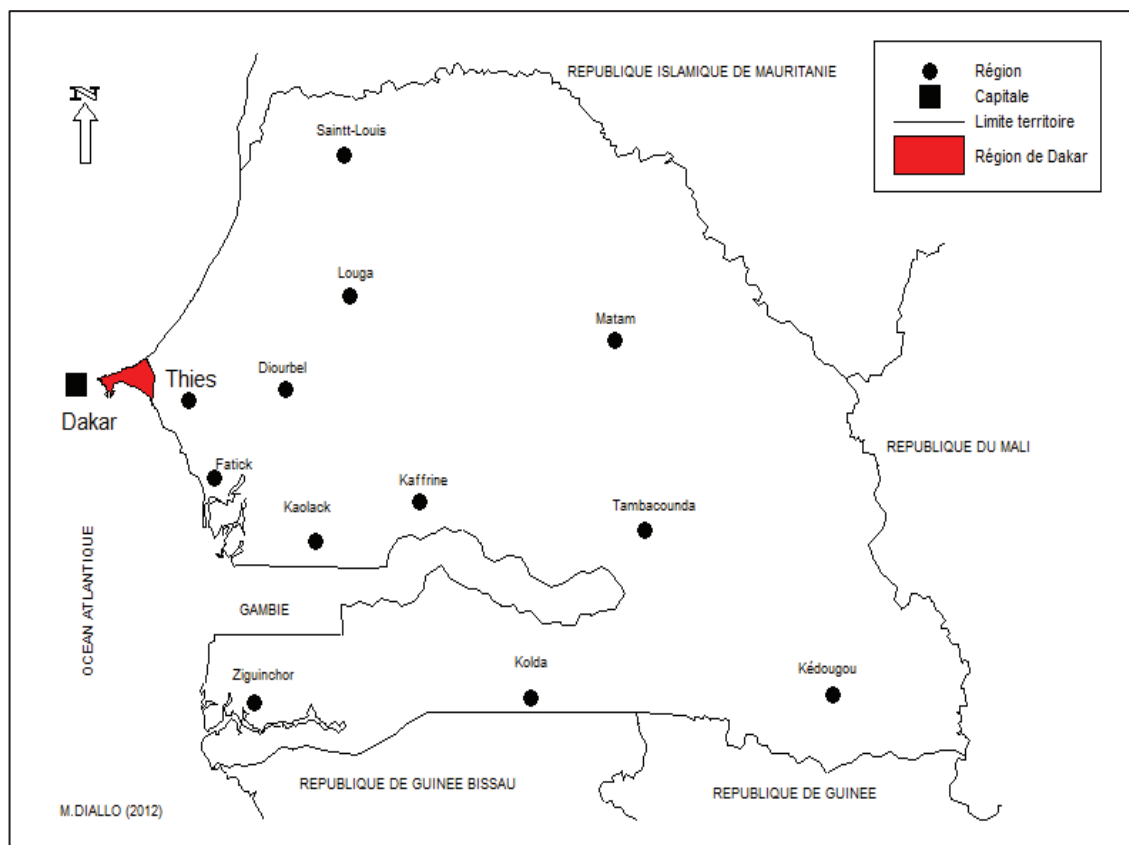 REPUBLIQUE ISLAMIQUE DE MAURITANIE
Région
Capitale
Limite territoire
Région de Dakar
N
Saintt-Louis
Louga
Matam
Diourbel
Thies
Dakar
REPUBLIQUE DU MALI
Fatick
Kaffrine
Kaolack
Tambacounda
OCEAN ATLANTIQUE
GAMBIE
Ziguinchor
Kolda
Kédougou
REPUBLIQUE DE GUINEE BISSAU
REPUBLIQUE DE GUINEE
M.DIALLO (2012)